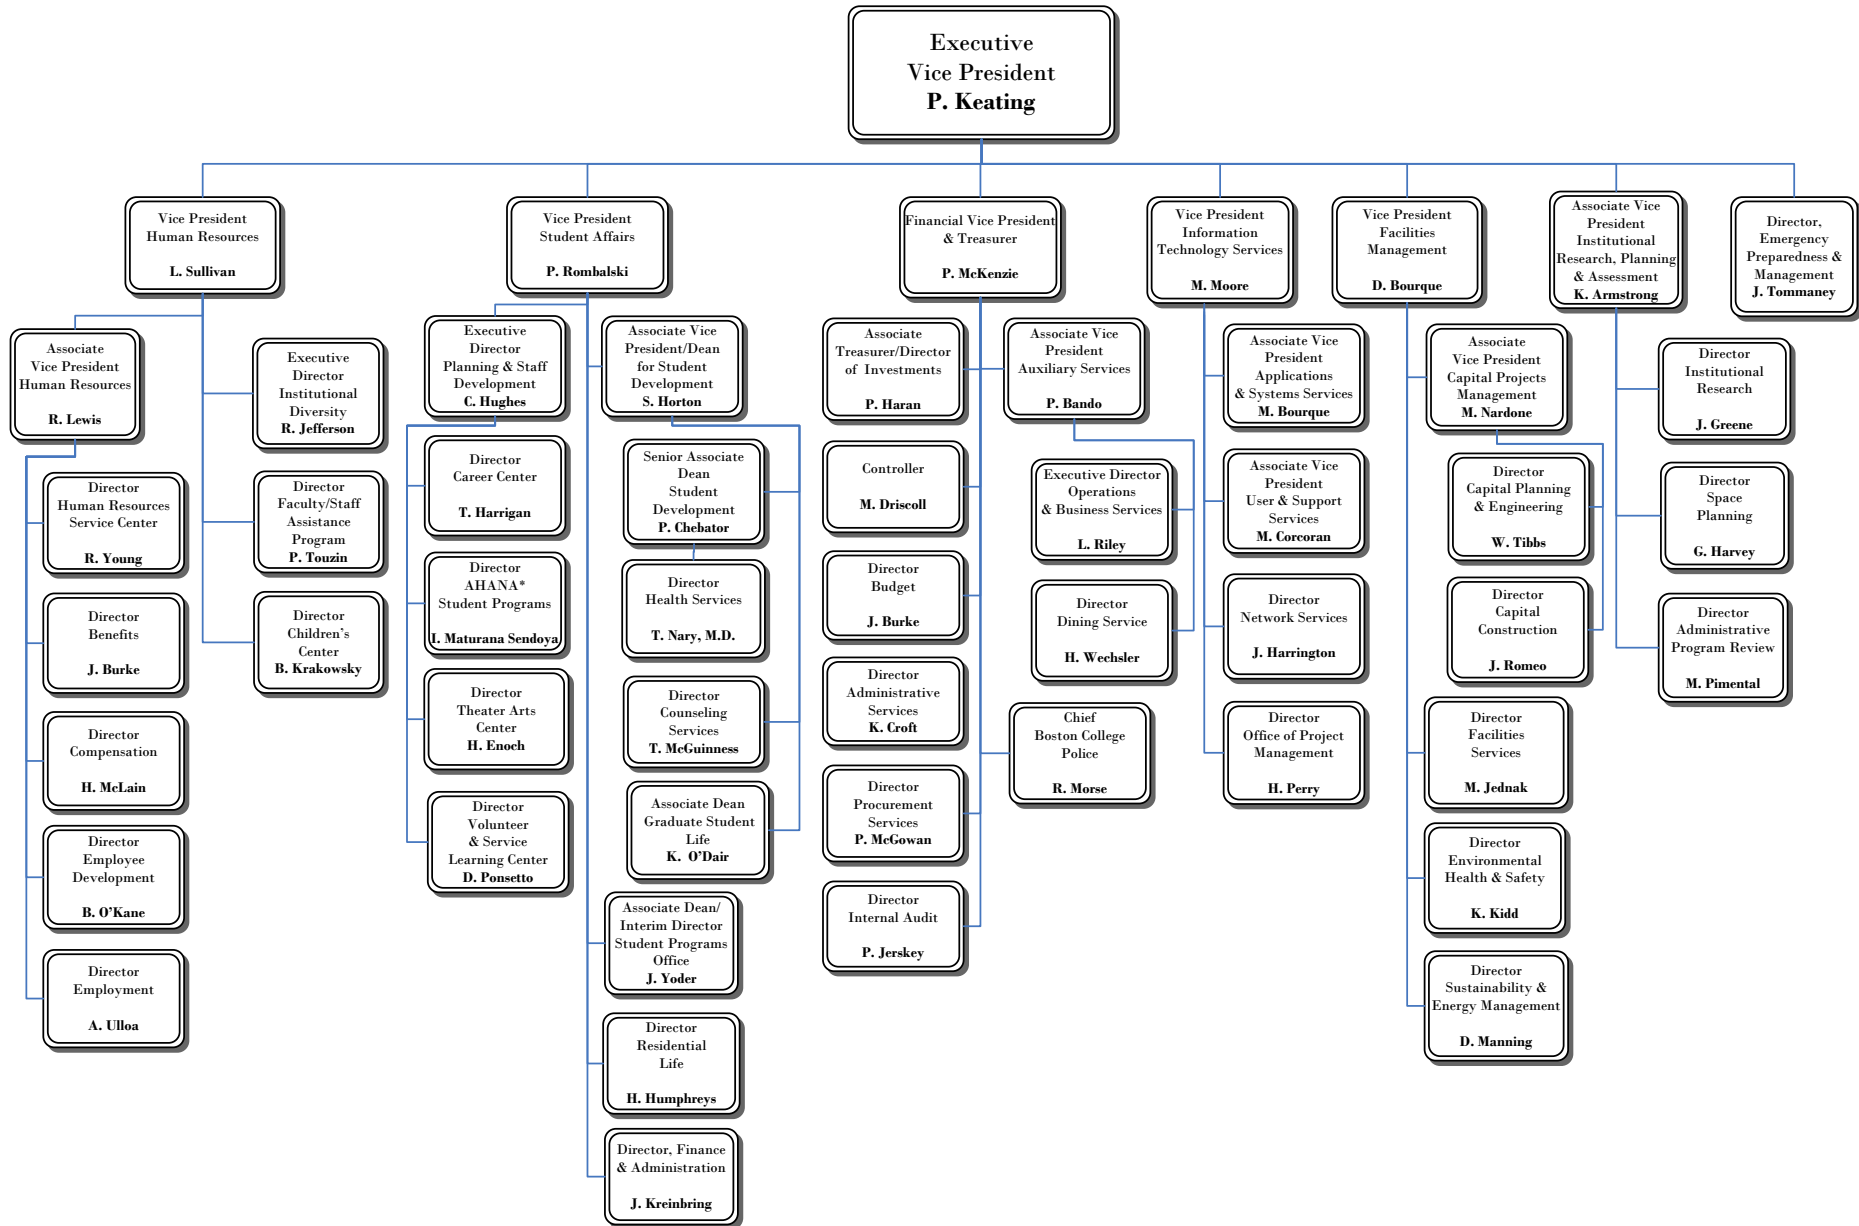 Executive
Vice President
P. Keating
Vice President
Human Resources
L. Sullivan
Vice President
Student Affairs
P. Rombalski
Financial Vice President
& Treasurer
P. McKenzie
Vice President
Information
Technology Services
M. Moore
Vice President
Facilities
Management
D. Bourque
Associate Vice
President
Institutional
Research, Planning
& Assessment
K. Armstrong
Director,
Emergency
Preparedness &
Management
J. Tommaney
Associate
Vice President
Human Resources
R. Lewis
Director
Human Resources
Service Center
R. Young
Director
Benefits
J. Burke
Director
Compensation
H. McLain
Director
Employee
Development
B. O'Kane
Director
Employment
A. Ulloa
Executive
Director
Institutional
Diversity
R. Jefferson
Director
Faculty/Staff
Assistance
Program
P. Touzin
Director
Children's
Center
B. Krakowsky
Executive
Director
Planning & Staff
Development
C. Hughes
Director
Career Center
T. Harrigan
Director
AHANA*
Student Programs
I. Maturana Sendoya
Director
Theater Arts
Center
H. Enoch
Director
Volunteer
& Service
Learning Center
D. Ponsetto
Associate Vice
President/Dean
for Student
Development
S. Horton
Senior Associate
Dean
Student
Development
P. Chebator
Director
Health Services
T. Nary, M.D.
Director
Counseling
Services
T. McGuinness
Associate Dean
Graduate Student
Life
K. O'Dair
Associate Dean/
Interim Director
Student Programs
Office
J. Yoder
Director
Residential
Life
H. Humphreys
Director, Finance
& Administration
J. Kreinbring
Associate
Treasurer/Director
of Investments
P. Haran
Controller
M. Driscoll
Director
Budget
J. Burke
Director
Administrative
Services
K. Croft
Director
Procurement
Services
P. McGowan
Director
Internal Audit
P. Jerskey
Associate Vice
President
Auxiliary Services
P. Bando
Executive Director
Operations
& Business Services
L. Riley
Director
Dining Service
H. Wechsler
Chief
Boston College
Police
R. Morse
Associate Vice
President
Applications
& Systems Services
M. Bourque
Associate Vice
President
User & Support
Services
M. Corcoran
Director
Network Services
J. Harrington
Director
Office of Project
Management
H. Perry
Associate
Vice President
Capital Projects
Management
M. Nardone
Director
Capital Planning
& Engineering
W. Tibbs
Director
Capital
Construction
J. Romeo
Director
Facilities
Services
M. Jednak
Director
Environmental
Health & Safety
K. Kidd
Director
Sustainability &
Energy Management
D. Manning
Director
Institutional
Research
J. Greene
Director
Space
Planning
G. Harvey
Director
Administrative
Program Review
M. Pimental